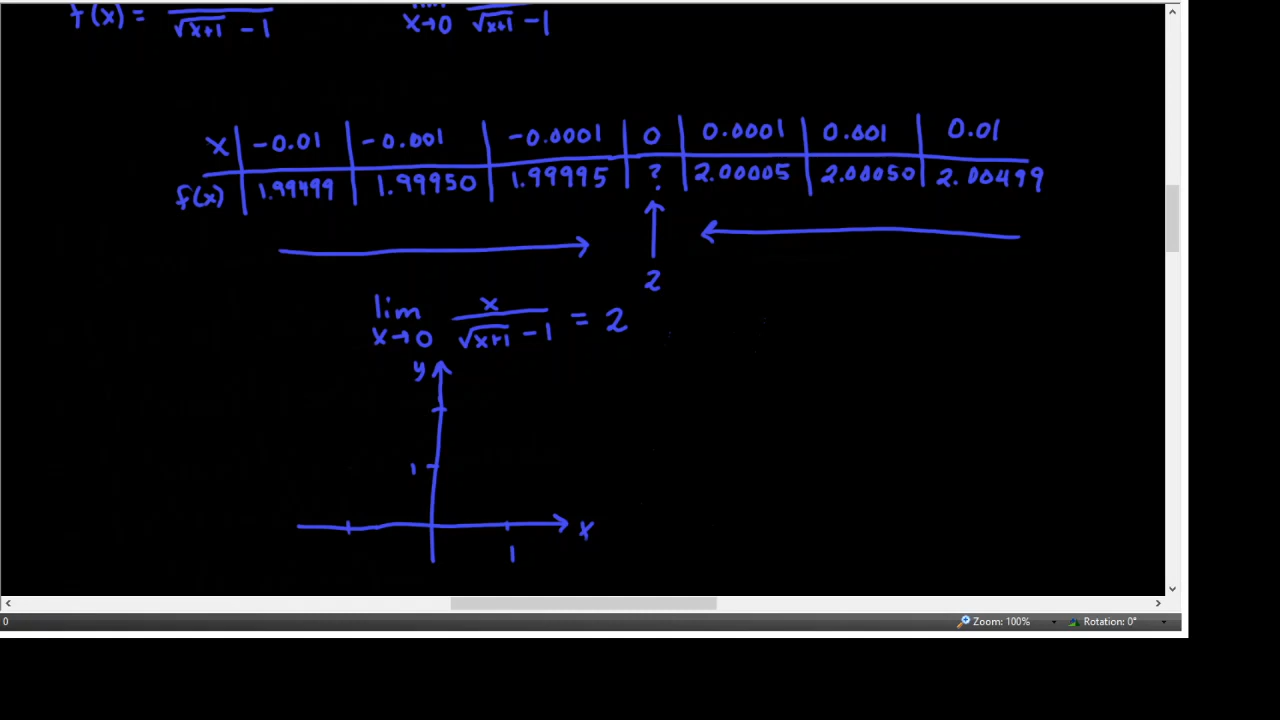 f(x) = √x+1 - 1
lim x→0 √x+1 - 1
x -0.01 -0.001 -0.0001 0 0.0001 0.001 0.01
f(x) 1.99499 1.99950 1.99995 ? 2.00005 2.00050 2.00499
2
lim x→0 x / √x+1 - 1 = 2
y
1
x
1
0 Zoom: 100% Rotation: 0°